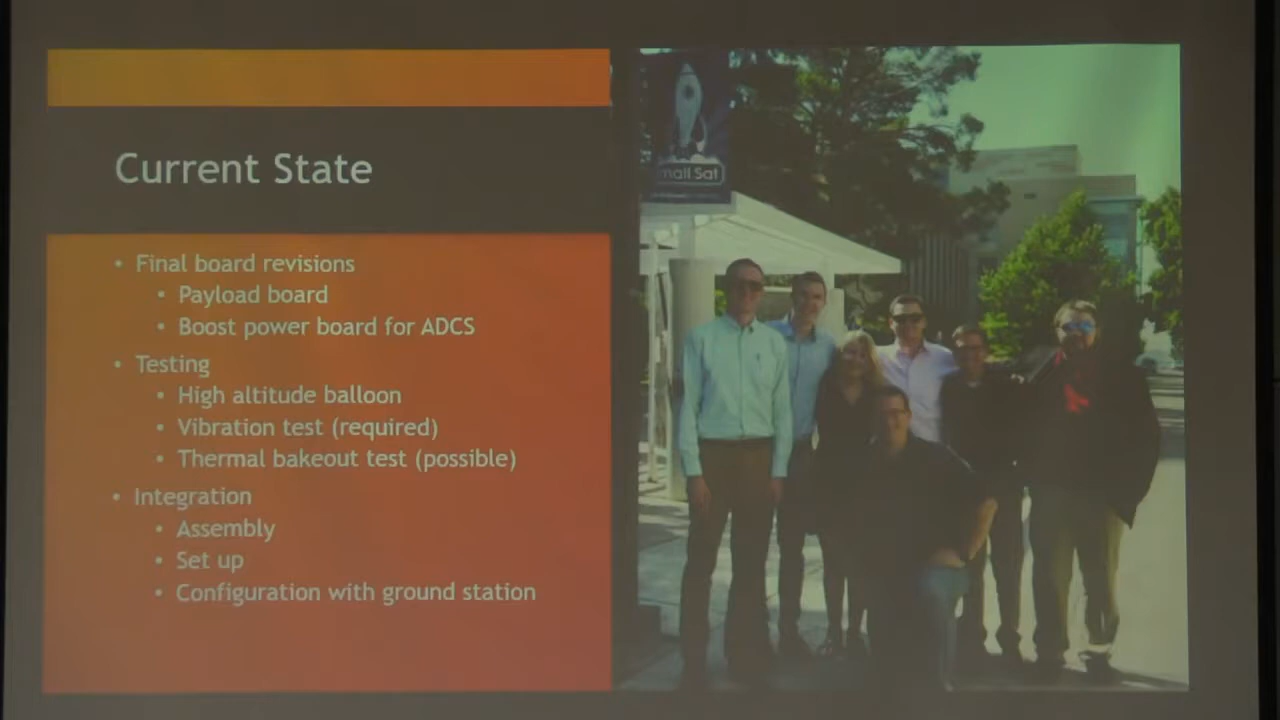 Current State
• Final board revisions
• Payload board
• Boost power board for ADCS
• Testing
• High altitude balloon
• Vibration test (required)
• Thermal bakeout test (possible)
• Integration
• Assembly
• Set up
• Configuration with ground station
mall Sat